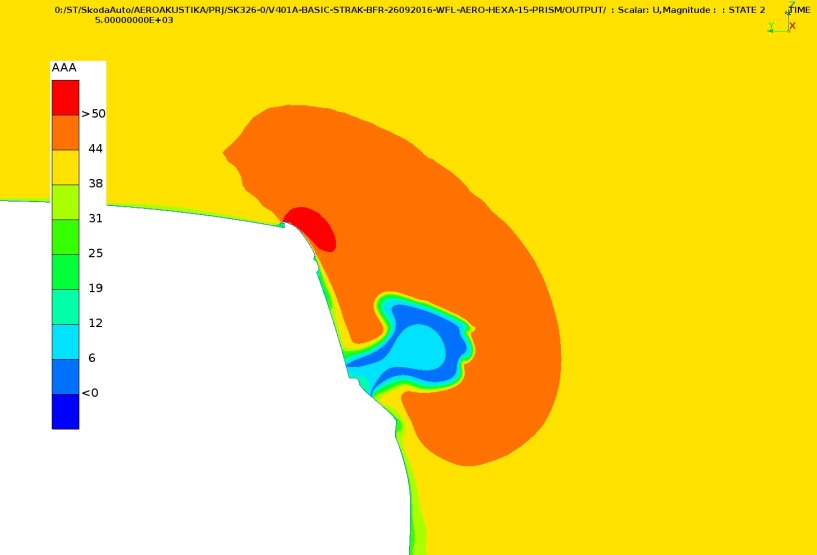 0:/ST/SkodaAuto/AEROAKUSTIKA/PRJ/SK326-0/V401A-BASIC-STRAK-BFR-26092016-WFL-AERO-HEXA-15-PRISM/OUTPUT/ : Scalar: U,Magnitude : : STATE 2 TIME
5.00000000E+03
Z
Y X
AAA
>50
44
38
31
25
19
12
6
<0